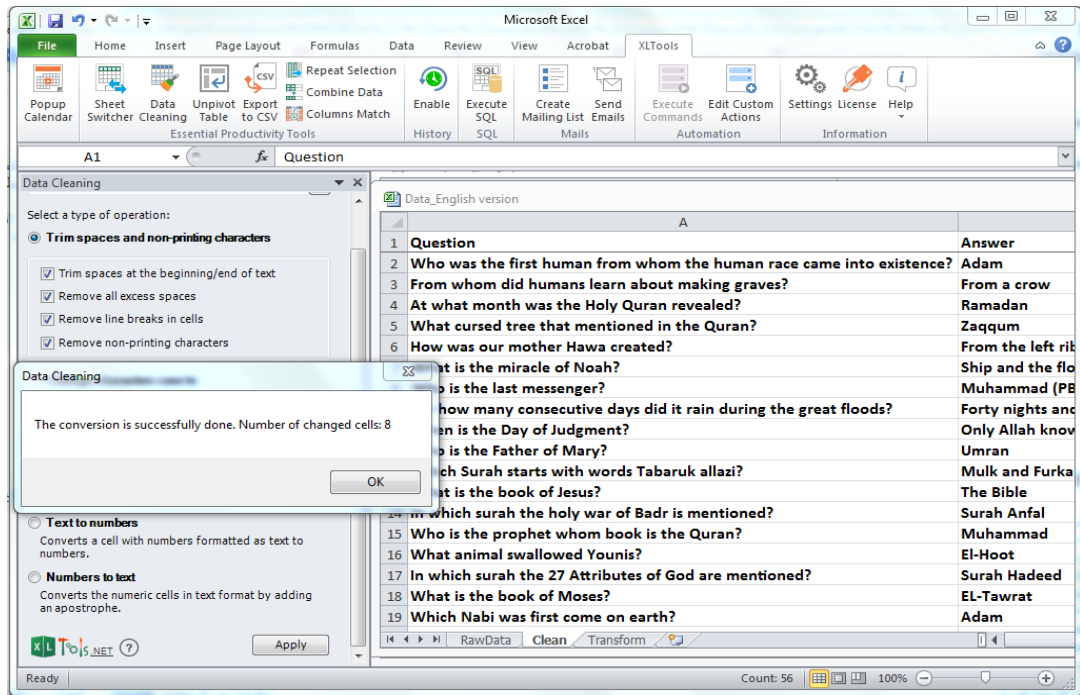 Microsoft Excel
File Home Insert Page Layout Formulas Data Review View Acrobat XLTools
Popup Calendar
Sheet Switcher
Data Cleaning
Unpivot Table
CSV
Export to CSV
Repeat Selection
Combine Data
Columns Match
Essential Productivity Tools
Enable
History
SQL
Execute SQL
SQL
Create Mailing List
Send Emails
Mails
Execute Commands
Edit Custom Actions
Automation
Settings
License
Help
Information
A1 fx Question
Data Cleaning
Select a type of operation:
Trim spaces and non-printing characters
Trim spaces at the beginning/end of text
Remove all excess spaces
Remove line breaks in cells
Remove non-printing characters
Data Cleaning
The conversion is successfully done. Number of changed cells: 8
OK
Text to numbers
Converts a cell with numbers formatted as text to
numbers.
Numbers to text
Converts the numeric cells in text format by adding
an apostrophe.
XL Tools.NET ?
Apply
Data_English version
A
1 Question Answer
2 Who was the first human from whom the human race came into existence? Adam
3 From whom did humans learn about making graves? From a crow
4 At what month was the Holy Quran revealed? Ramadan
5 What cursed tree that mentioned in the Quran? Zaqqum
6 How was our mother Hawa created? From the left rib
at is the miracle of Noah? Ship and the flo
o is the last messenger? Muhammad (PB
how many consecutive days did it rain during the great floods? Forty nights and
en is the Day of Judgment? Only Allah know
o is the Father of Mary? Umran
ch Surah starts with words Tabaruk allazi? Mulk and Furka
at is the book of Jesus? The Bible
14 In which surah the holy war of Badr is mentioned? Surah Anfal
15 Who is the prophet whom book is the Quran? Muhammad
16 What animal swallowed Younis? El-Hoot
17 In which surah the 27 Attributes of God are mentioned? Surah Hadeed
18 What is the book of Moses? EL-Tawrat
19 Which Nabi was first come on earth? Adam
RawData Clean Transform
Ready
Count: 56 100%